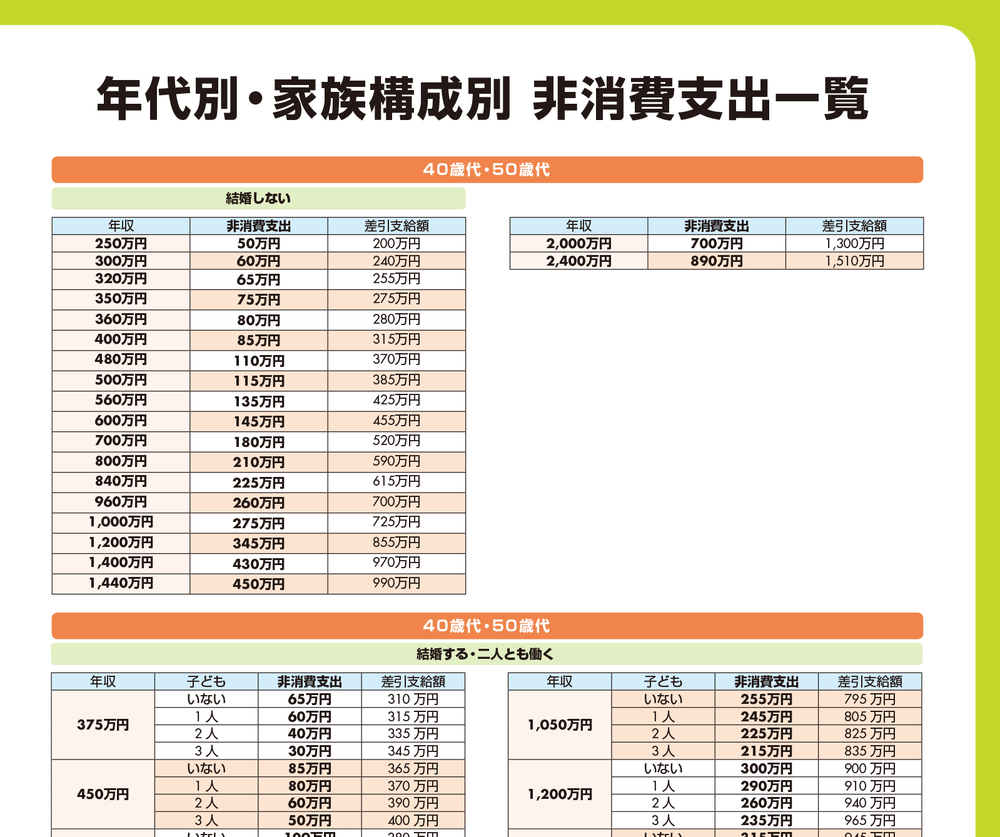 年代別・家族構成別 非消費支出一覧
40歳代・50歳代
結婚しない
年収 非消費支出 差引支給額
250万円 50万円 200万円
300万円 60万円 240万円
320万円 65万円 255万円
350万円 75万円 275万円
360万円 80万円 280万円
400万円 85万円 315万円
480万円 110万円 370万円
500万円 115万円 385万円
560万円 135万円 425万円
600万円 145万円 455万円
700万円 180万円 520万円
800万円 210万円 590万円
840万円 225万円 615万円
960万円 260万円 700万円
1,000万円 275万円 725万円
1,200万円 345万円 855万円
1,400万円 430万円 970万円
1,440万円 450万円 990万円
年収 非消費支出 差引支給額
2,000万円 700万円 1,300万円
2,400万円 890万円 1,510万円
40歳代・50歳代
結婚する・二人とも働く
年収 子ども 非消費支出 差引支給額
375万円
いない 65万円 310 万円
1 人 60万円 315 万円
2 人 40万円 335 万円
3 人 30万円 345 万円
450万円
いない 85万円 365 万円
1 人 80万円 370 万円
2 人 60万円 390 万円
3 人 50万円 400 万円
いない 100万円
年収 子ども 非消費支出 差引支給額
1,050万円
いない 255万円 795 万円
1 人 245万円 805 万円
2 人 225万円 825 万円
3 人 215万円 835 万円
1,200万円
いない 300万円 900 万円
1 人 290万円 910 万円
2 人 260万円 940 万円
3 人 235万円 965 万円
いない 315万円 945 万円